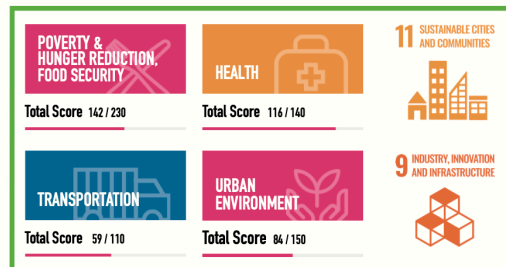 POVERTY &
HUNGER REDUCTION,
FOOD SECURITY
Total Score 142 / 230
HEALTH
Total Score 116 / 140
11 SUSTAINABLE CITIES
AND COMMUNITIES
TRANSPORTATION
Total Score 59 / 110
URBAN
ENVIRONMENT
Total Score 84 / 150
9 INDUSTRY, INNOVATION
AND INFRASTRUCTURE